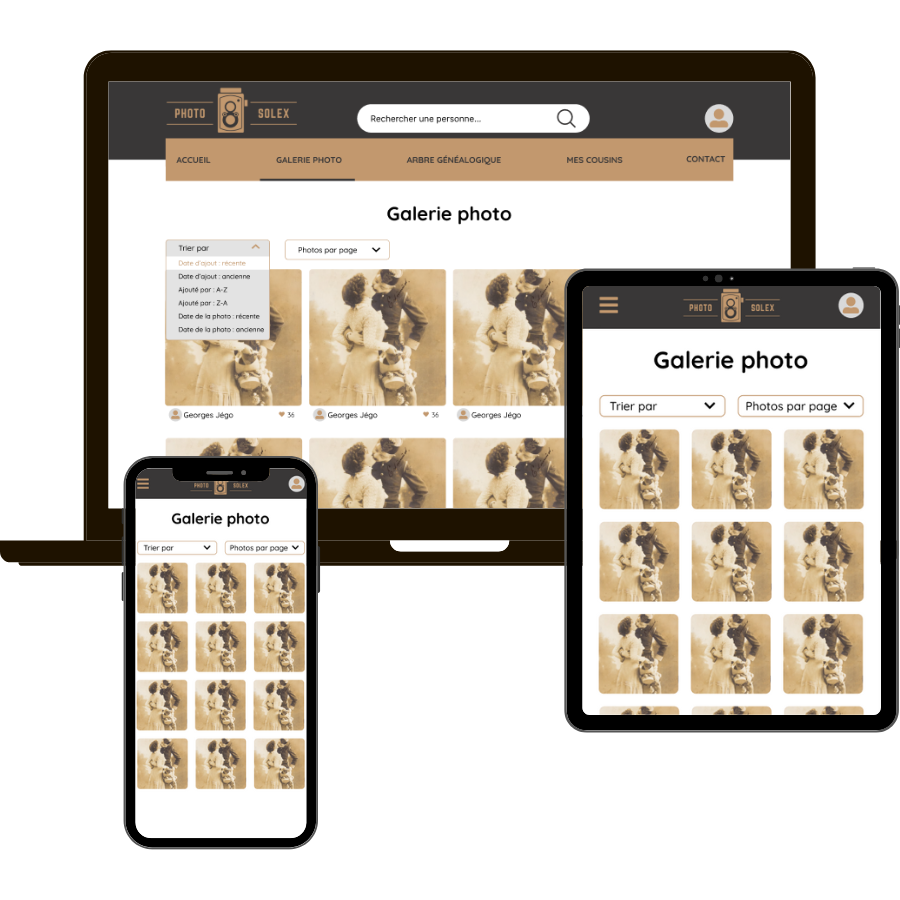 PHOTO SOLEX
Rechercher une personne...
ACCUEIL GALERIE PHOTO ARBRE GÉNÉALOGIQUE MES COUSINS CONTACT
Galerie photo
Trier par
Photos par page
Date d'ajout : récente
Date d'ajout : ancienne
Ajouté par : A-Z
Ajouté par : Z-A
Date de la photo : récente
Date de la photo : ancienne
Georges Jégo 36
Georges Jégo 36
Georges Jégo
PHOTO SOLEX
Galerie photo
Trier par
Photos par page
PHOTO SOLEX
Galerie photo
Trier par
Photos par page